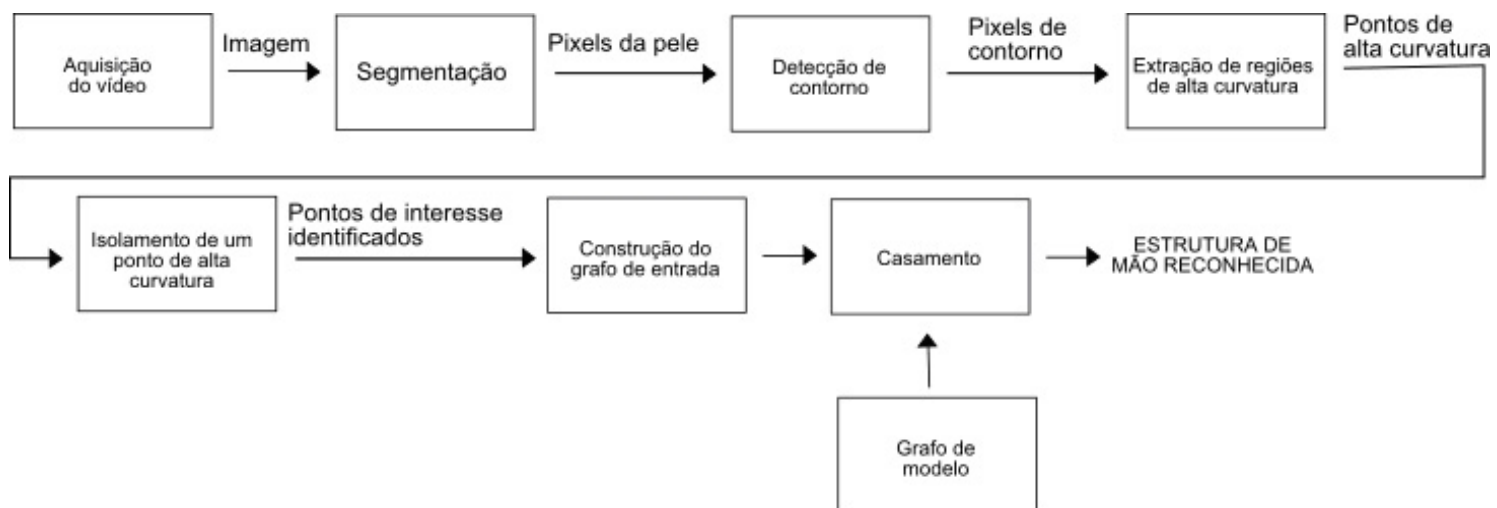 Aquisição
do vídeo
Imagem
Segmentação
Pixels da pele
Detecção de
contorno
Pixels de
contorno
Extração de regiões
de alta curvatura
Pontos de
alta curvatura
Isolamento de um
ponto de alta
curvatura
Pontos de interesse
identificados
Construção do
grafo de entrada
Casamento
ESTRUTURA DE
MÃO RECONHECIDA
Grafo de
modelo